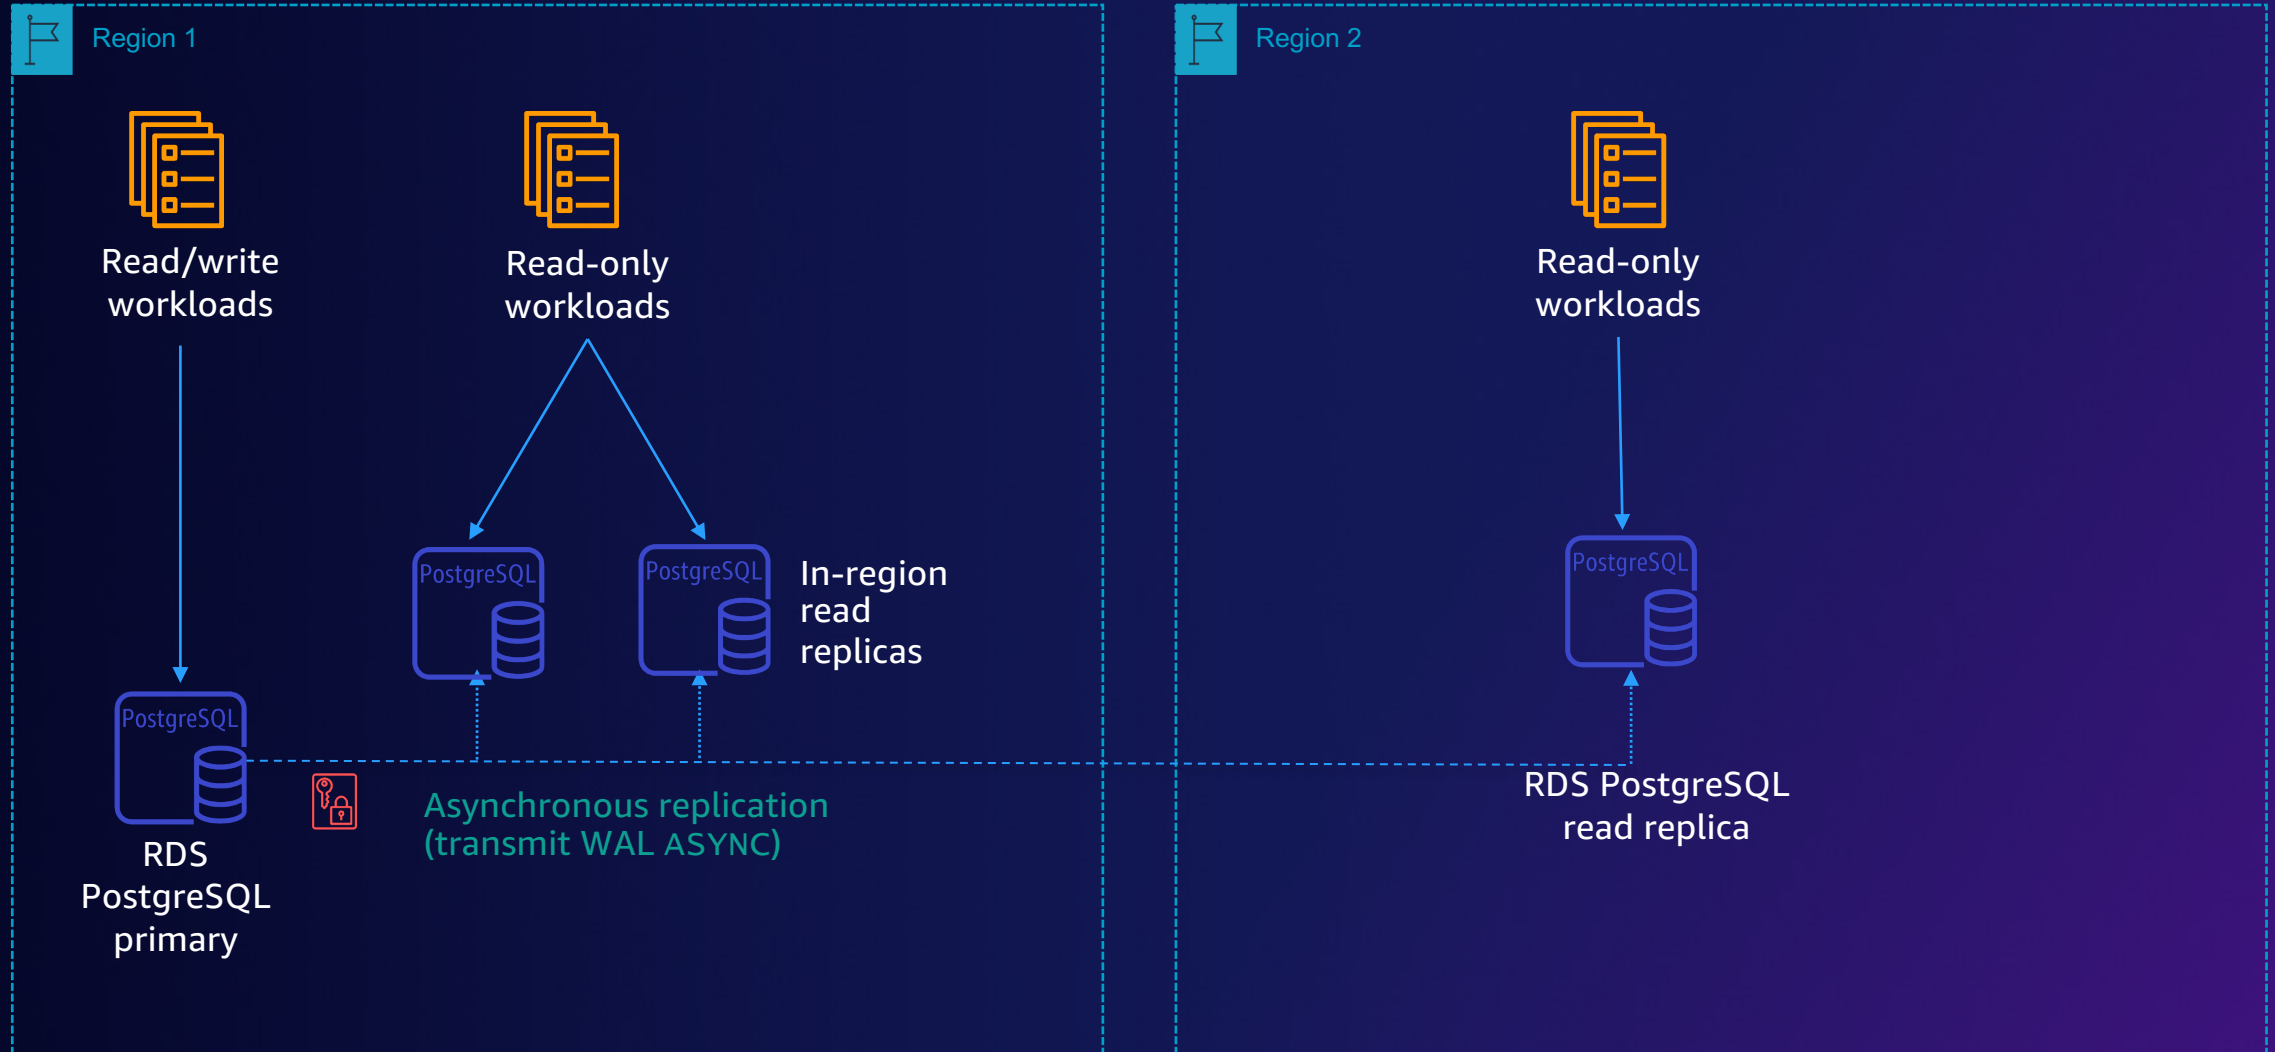 Region 1
Region 2
Read/write
workloads
Read-only
workloads
Read-only
workloads
PostgreSQL
PostgreSQL
In-region
read
replicas
PostgreSQL
PostgreSQL
RDS
PostgreSQL
primary
Asynchronous replication
(transmit WAL ASYNC)
RDS PostgreSQL
read replica